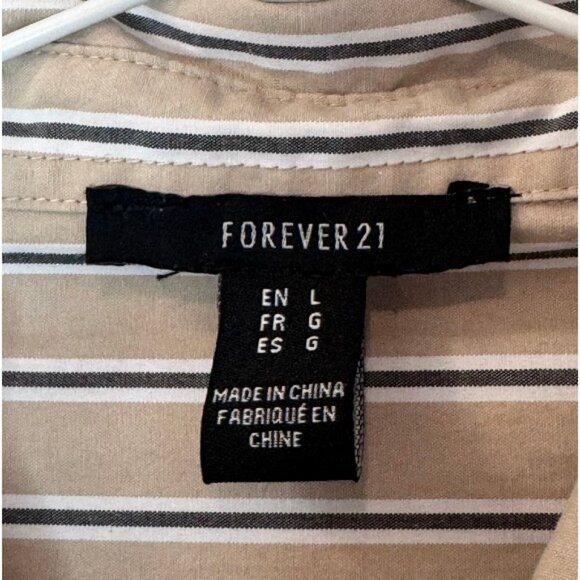 FOREVER 21
EN L
FR G
ES G
MADE IN CHINA
FABRIQUÉ EN
CHINE